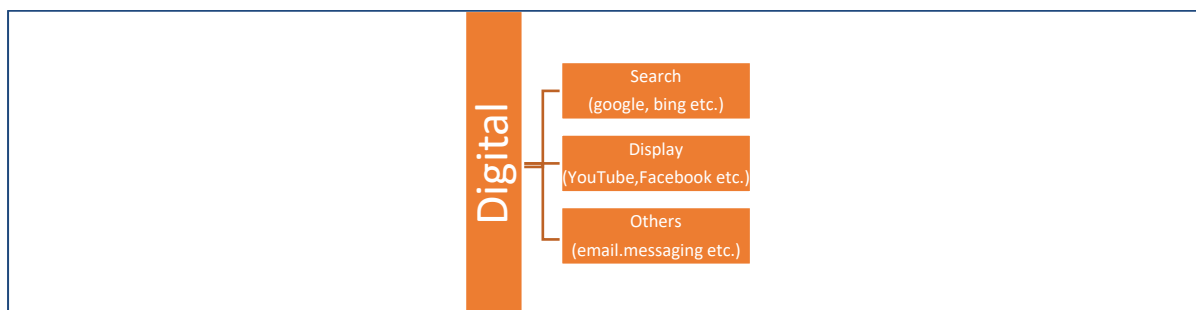 Digital
Search
(google, bing etc.)
Display
(YouTube,Facebook etc.)
Others
(email.messaging etc.)